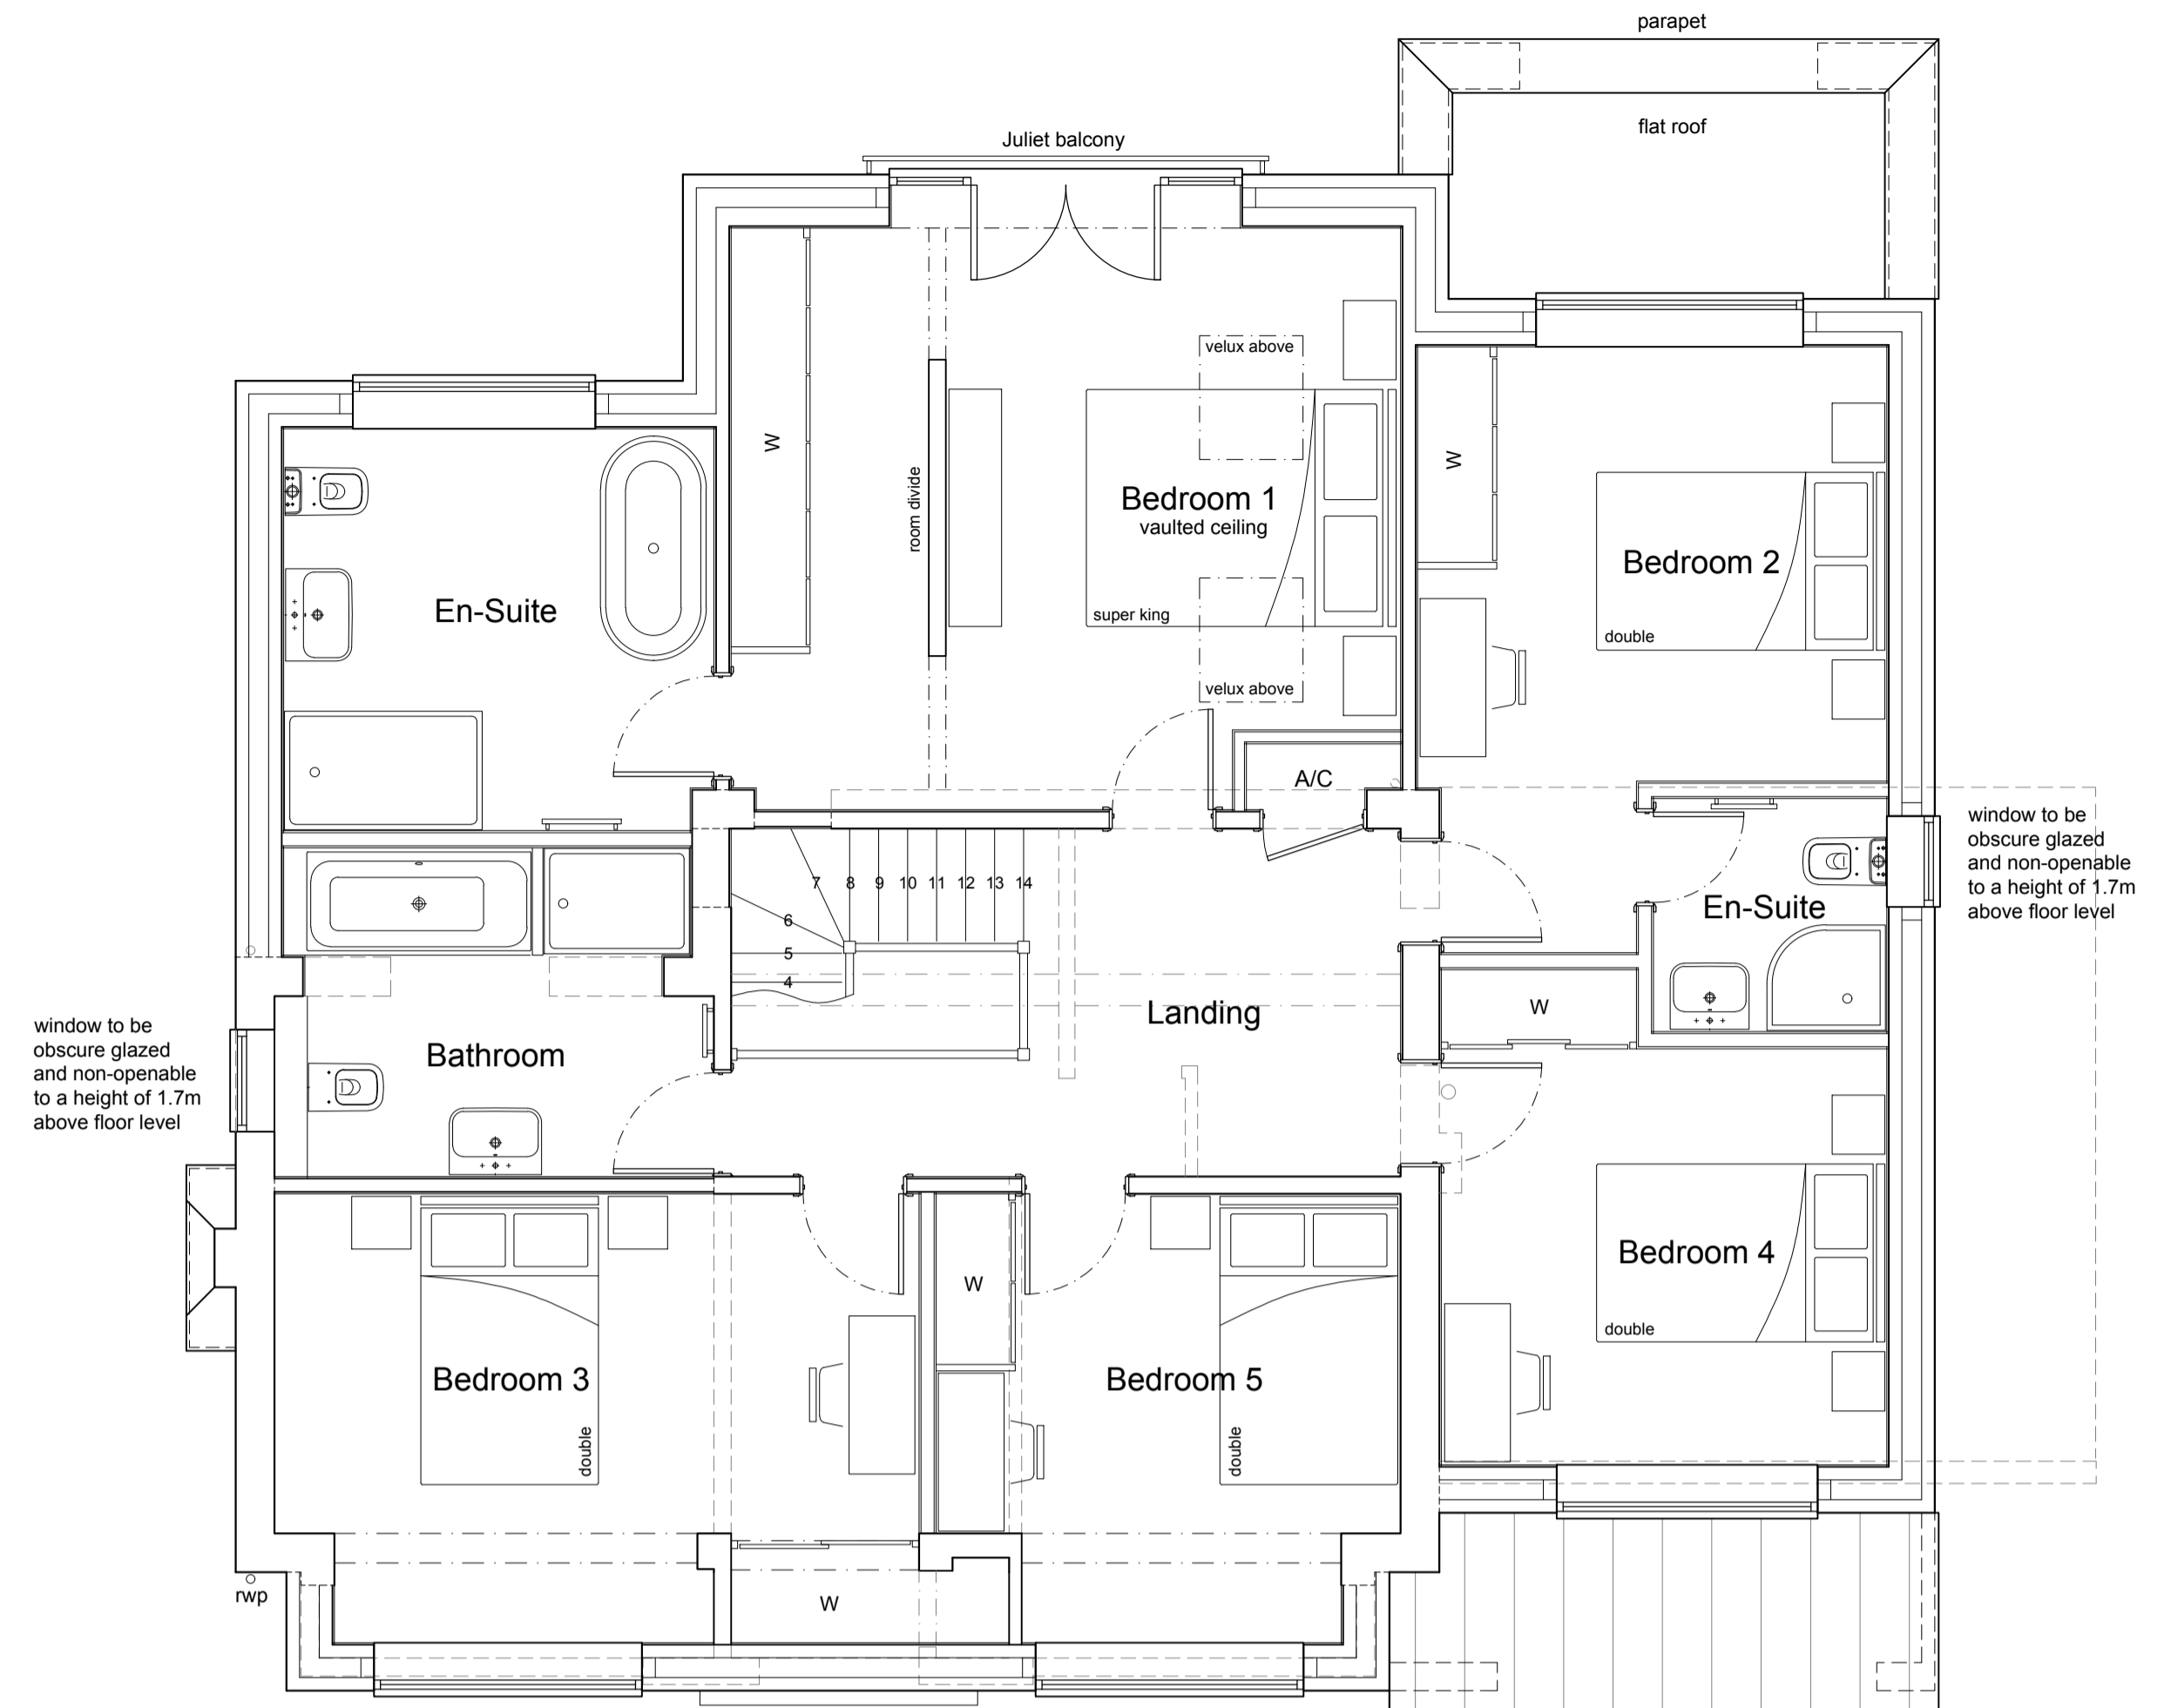 parapet
flat roof
Juliet balcony
velux above
W
room divide
Bedroom 1
vaulted ceiling
super king
velux above
W
Bedroom 2
double
En-Suite
A/C
window to be
obscure glazed
and non-openable
to a height of 1.7m
above floor level
7 8 9 10 11 12 13 14
6
5
4
En-Suite
Landing
W
window to be
obscure glazed
and non-openable
to a height of 1.7m
above floor level
Bathroom
Bedroom 4
double
W
Bedroom 3
double
Bedroom 5
double
rwp
W